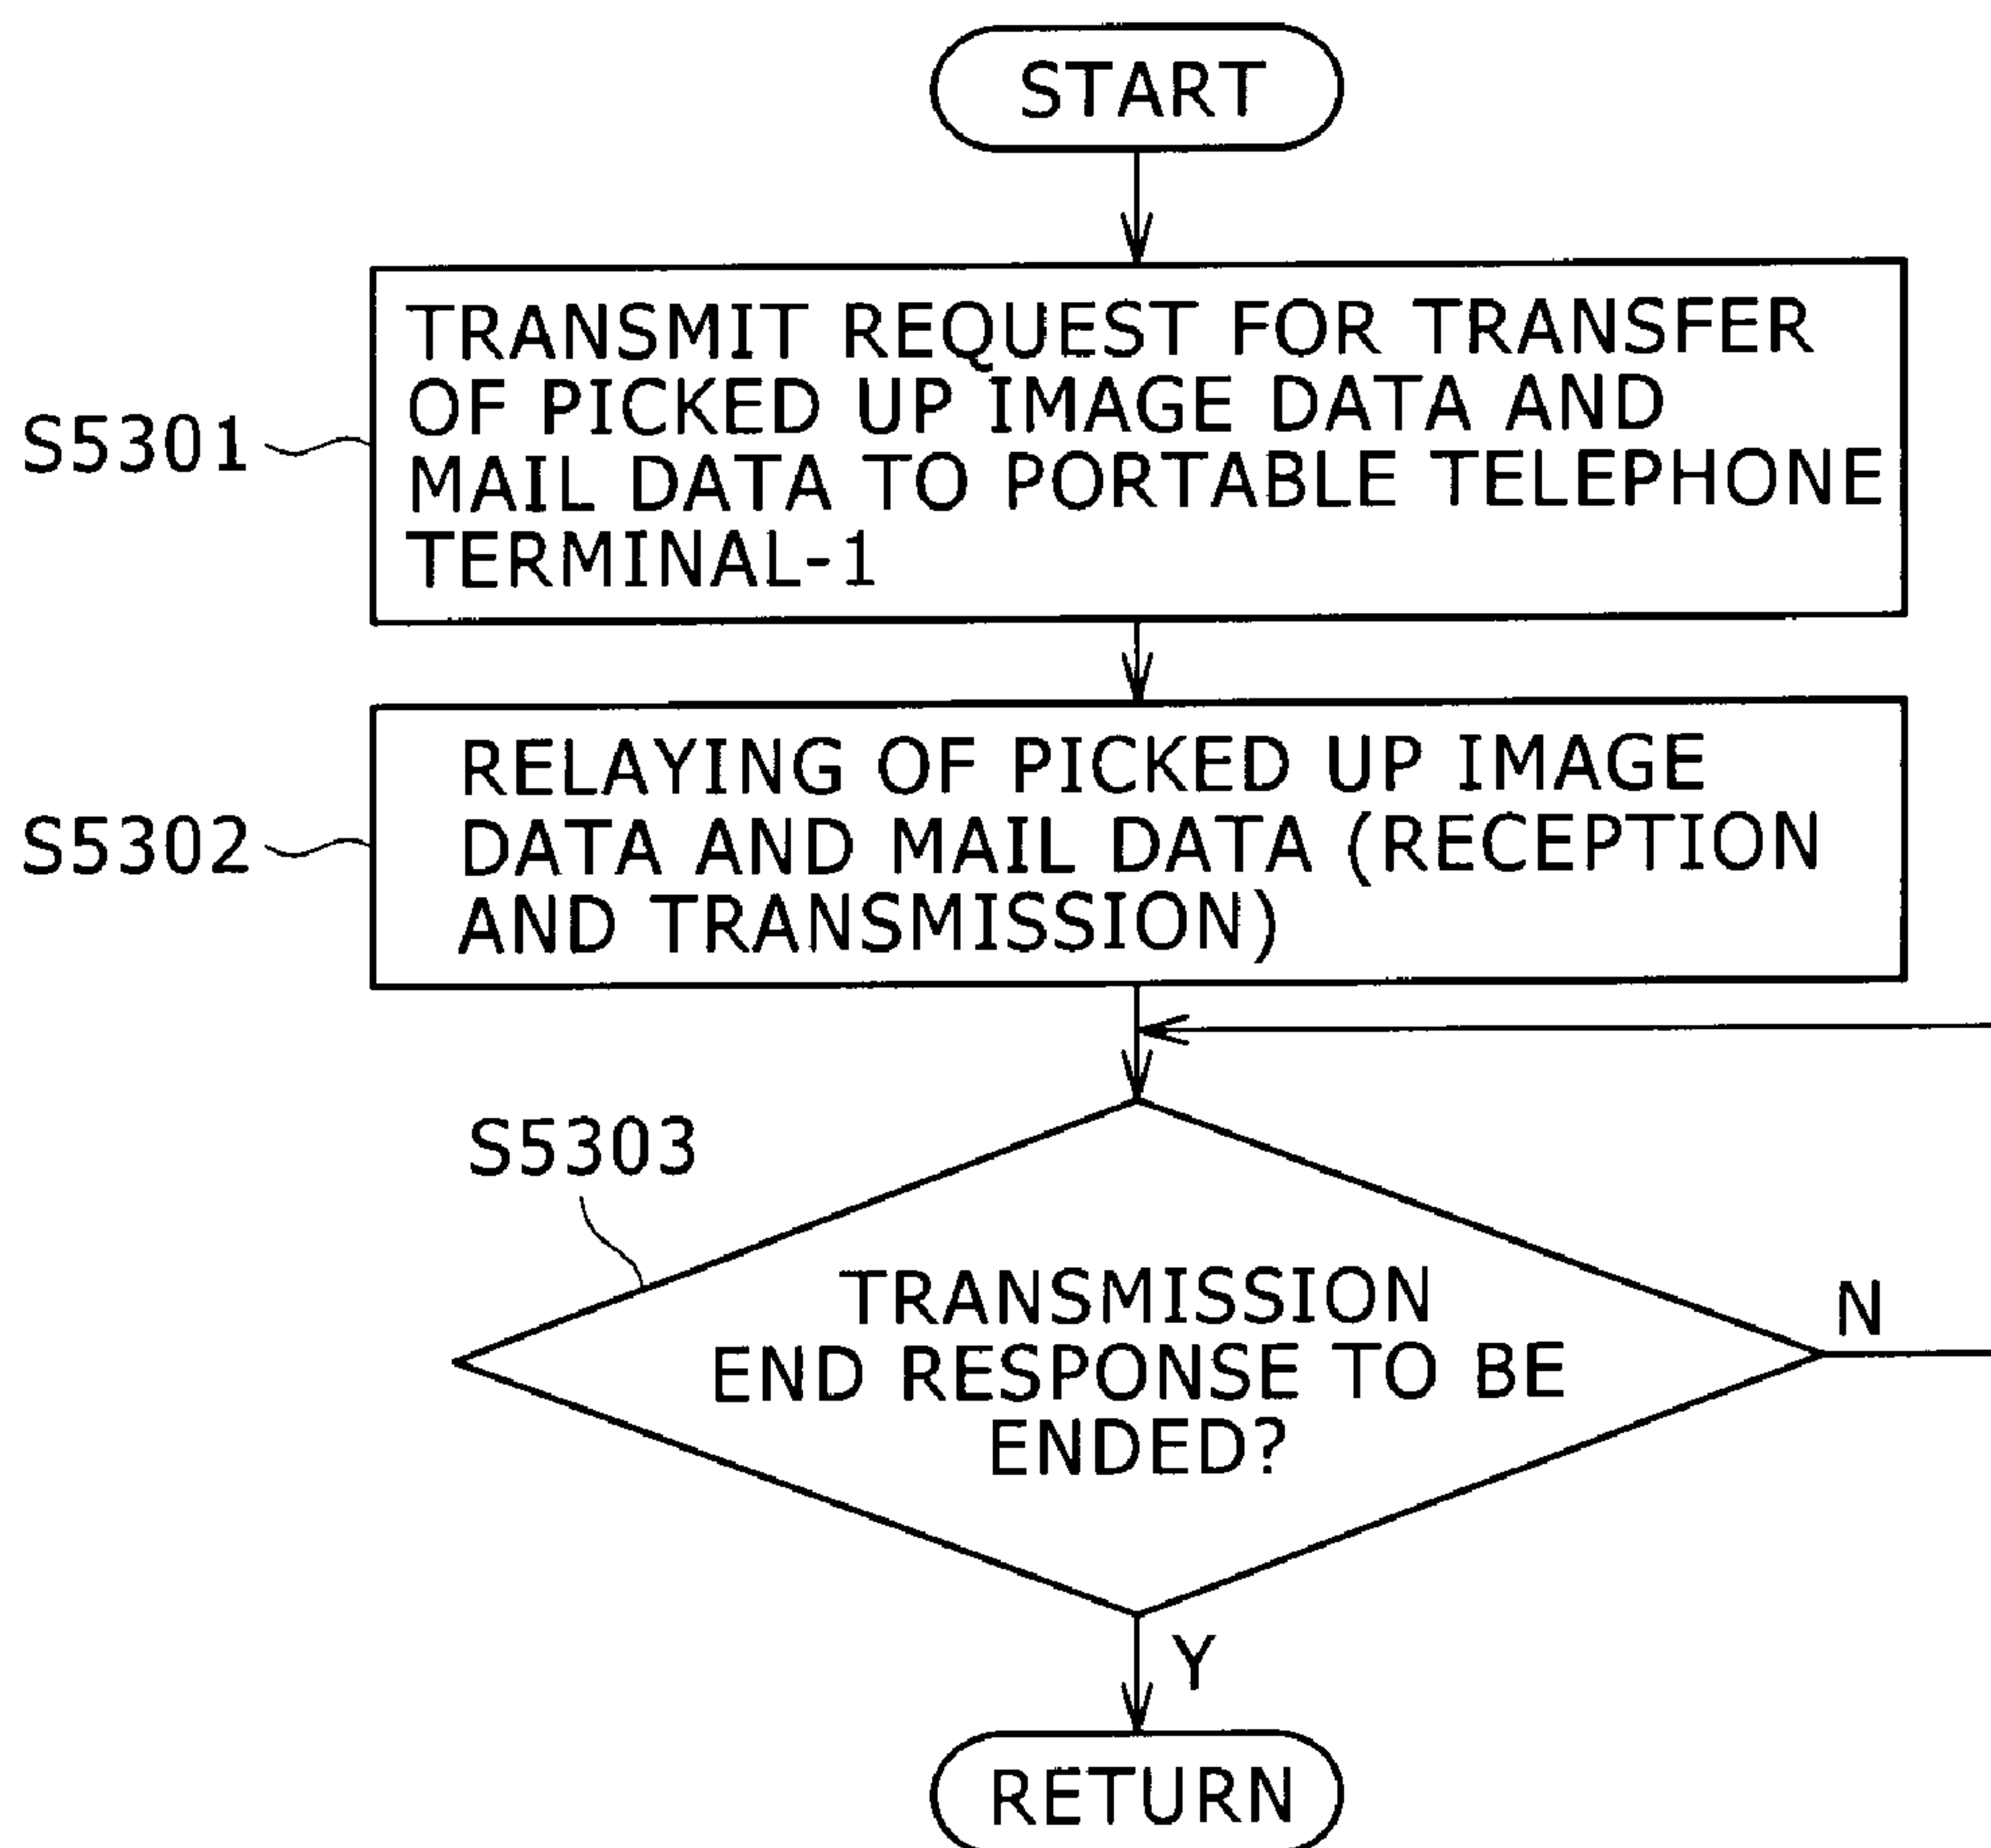 START
S5301
TRANSMIT REQUEST FOR TRANSFER
OF PICKED UP IMAGE DATA AND
MAIL DATA TO PORTABLE TELEPHONE
TERMINAL-1
S5302
RELAYING OF PICKED UP IMAGE
DATA AND MAIL DATA (RECEPTION
AND TRANSMISSION)
S5303
TRANSMISSION
END RESPONSE TO BE
ENDED?
N
Y
RETURN